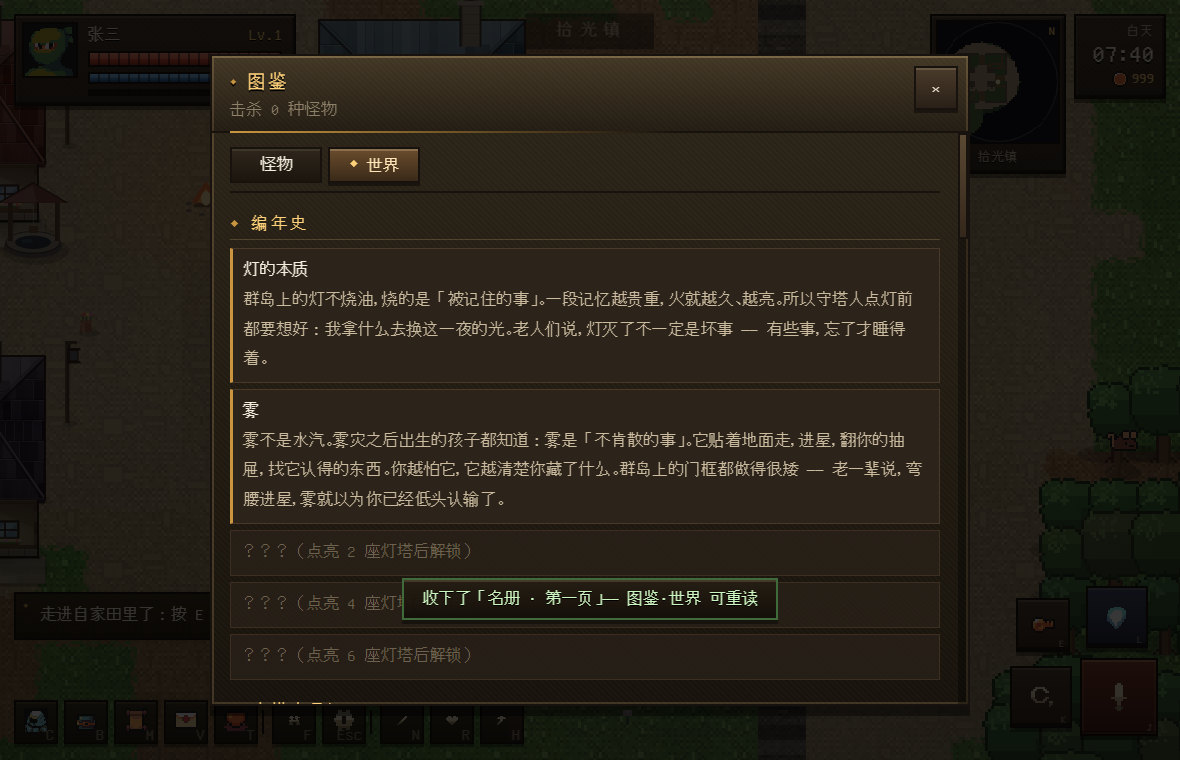 张三
Lv.1
拾光镇
N
白天
07:40
999
拾光镇
图鉴
击杀 0 种怪物
×
怪物
世界
编年史
灯的本质
群岛上的灯不烧油，烧的是「被记住的事」。一段记忆越贵重，火就越久、越亮。所以守塔人点灯前
都要想好：我拿什么去换这一夜的光。老人们说，灯灭了不一定是坏事 —— 有些事，忘了才睡得
着。
雾
雾不是水汽。雾灾之后出生的孩子都知道：雾是「不肯散的事」。它贴着地面走，进屋，翻你的抽
屉，找它认得的东西。你越怕它，它越清楚你藏了什么。群岛上的门框都做得很矮 —— 老一辈说，弯
腰进屋，雾就以为你已经低头认输了。
？？？（点亮 2 座灯塔后解锁）
？？？（点亮 4 座灯塔
收下了「名册 · 第一页」— 图鉴·世界 可重读
？？？（点亮 6 座灯塔后解锁）
走进自家田里了：按 E
E
L
K
J
C
B
M
V
T
F
ESC
N
R
H